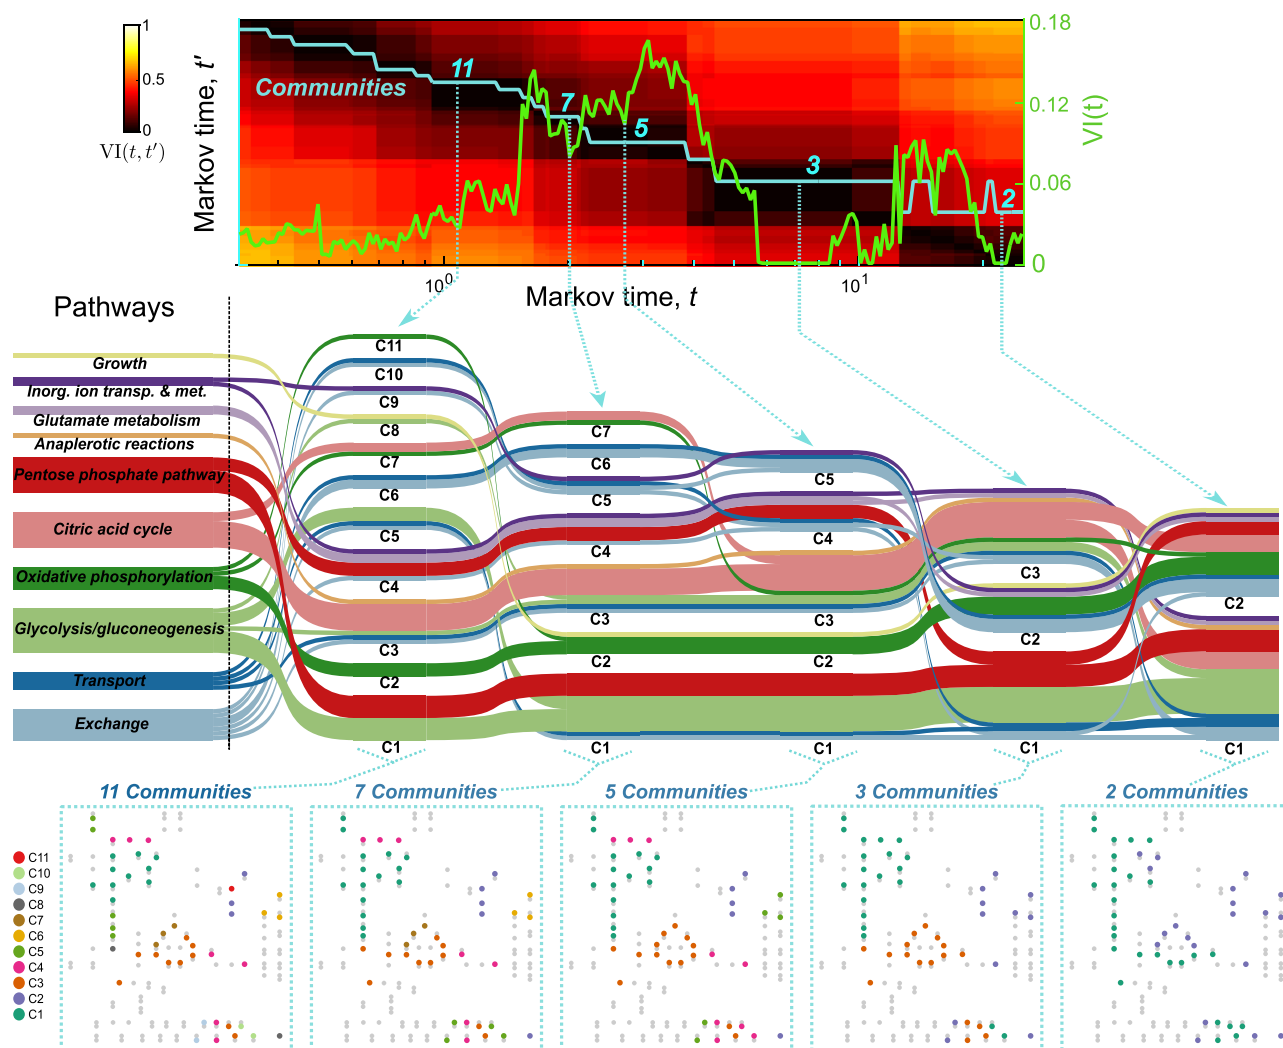 1
0.5
0
VI(t, t′)
Markov time, t′
Communities
11
7
5
3
2
0.18
0.12
0.06
0
VI(t)
10⁰
10¹
Markov time, t
Pathways
Growth
Inorg. ion transp. & met.
Glutamate metabolism
Anaplerotic reactions
Pentose phosphate pathway
Citric acid cycle
Oxidative phosphorylation
Glycolysis/gluconeogenesis
Transport
Exchange
C11
C10
C9
C8
C7
C6
C5
C4
C3
C2
C1
C7
C6
C5
C4
C3
C2
C1
C5
C4
C3
C2
C1
C3
C2
C1
C2
C1
11 Communities
7 Communities
5 Communities
3 Communities
2 Communities
C11
C10
C9
C8
C7
C6
C5
C4
C3
C2
C1